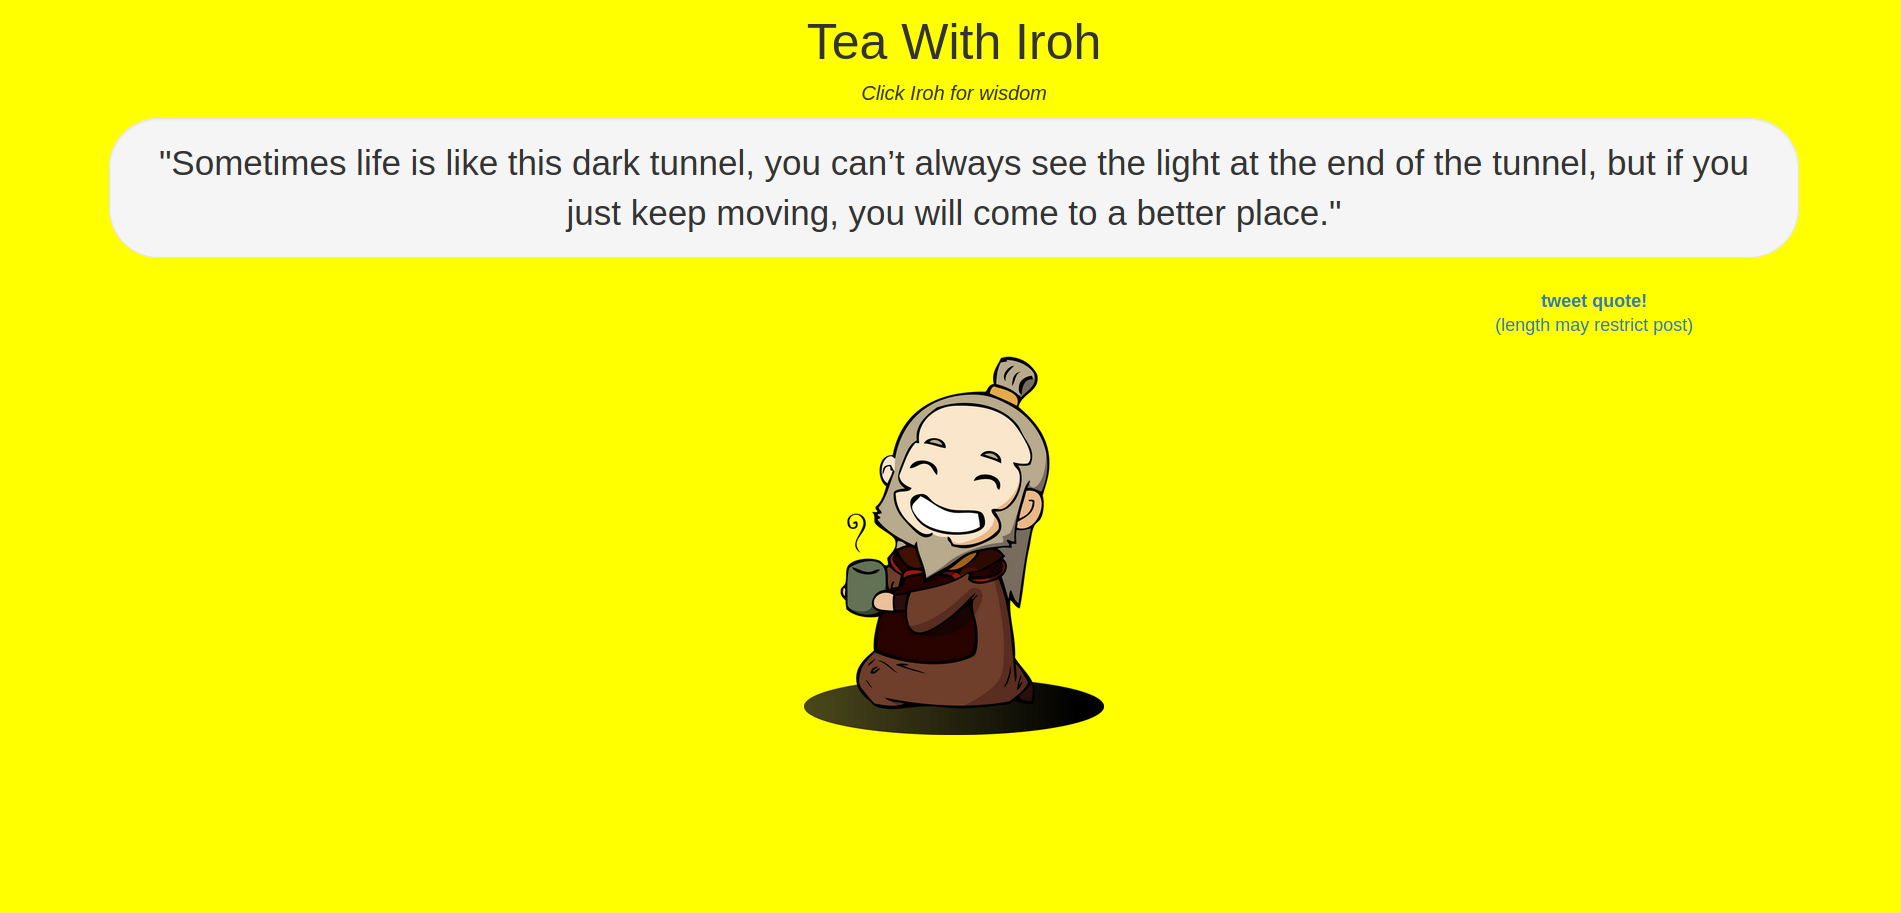 Tea With Iroh
Click Iroh for wisdom
"Sometimes life is like this dark tunnel, you can’t always see the light at the end of the tunnel, but if you
just keep moving, you will come to a better place."
tweet quote!
(length may restrict post)